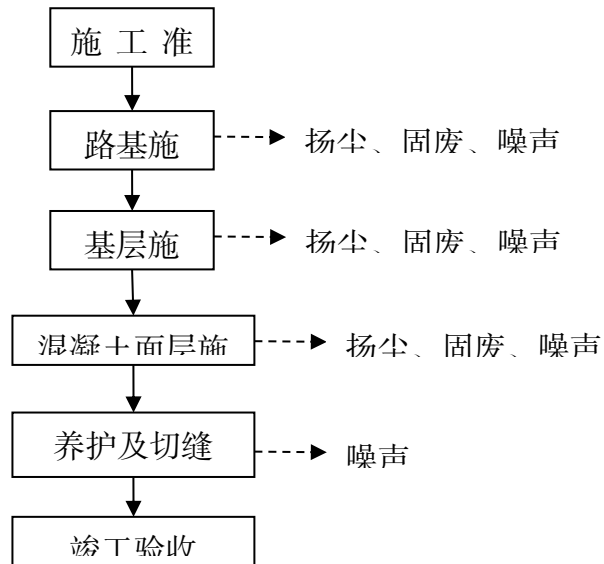 施 工 准
路基施
扬尘、固废、噪声
基层施
扬尘、固废、噪声
混凝土面层施
扬尘、固废、噪声
养护及切缝
噪声
竣工验收